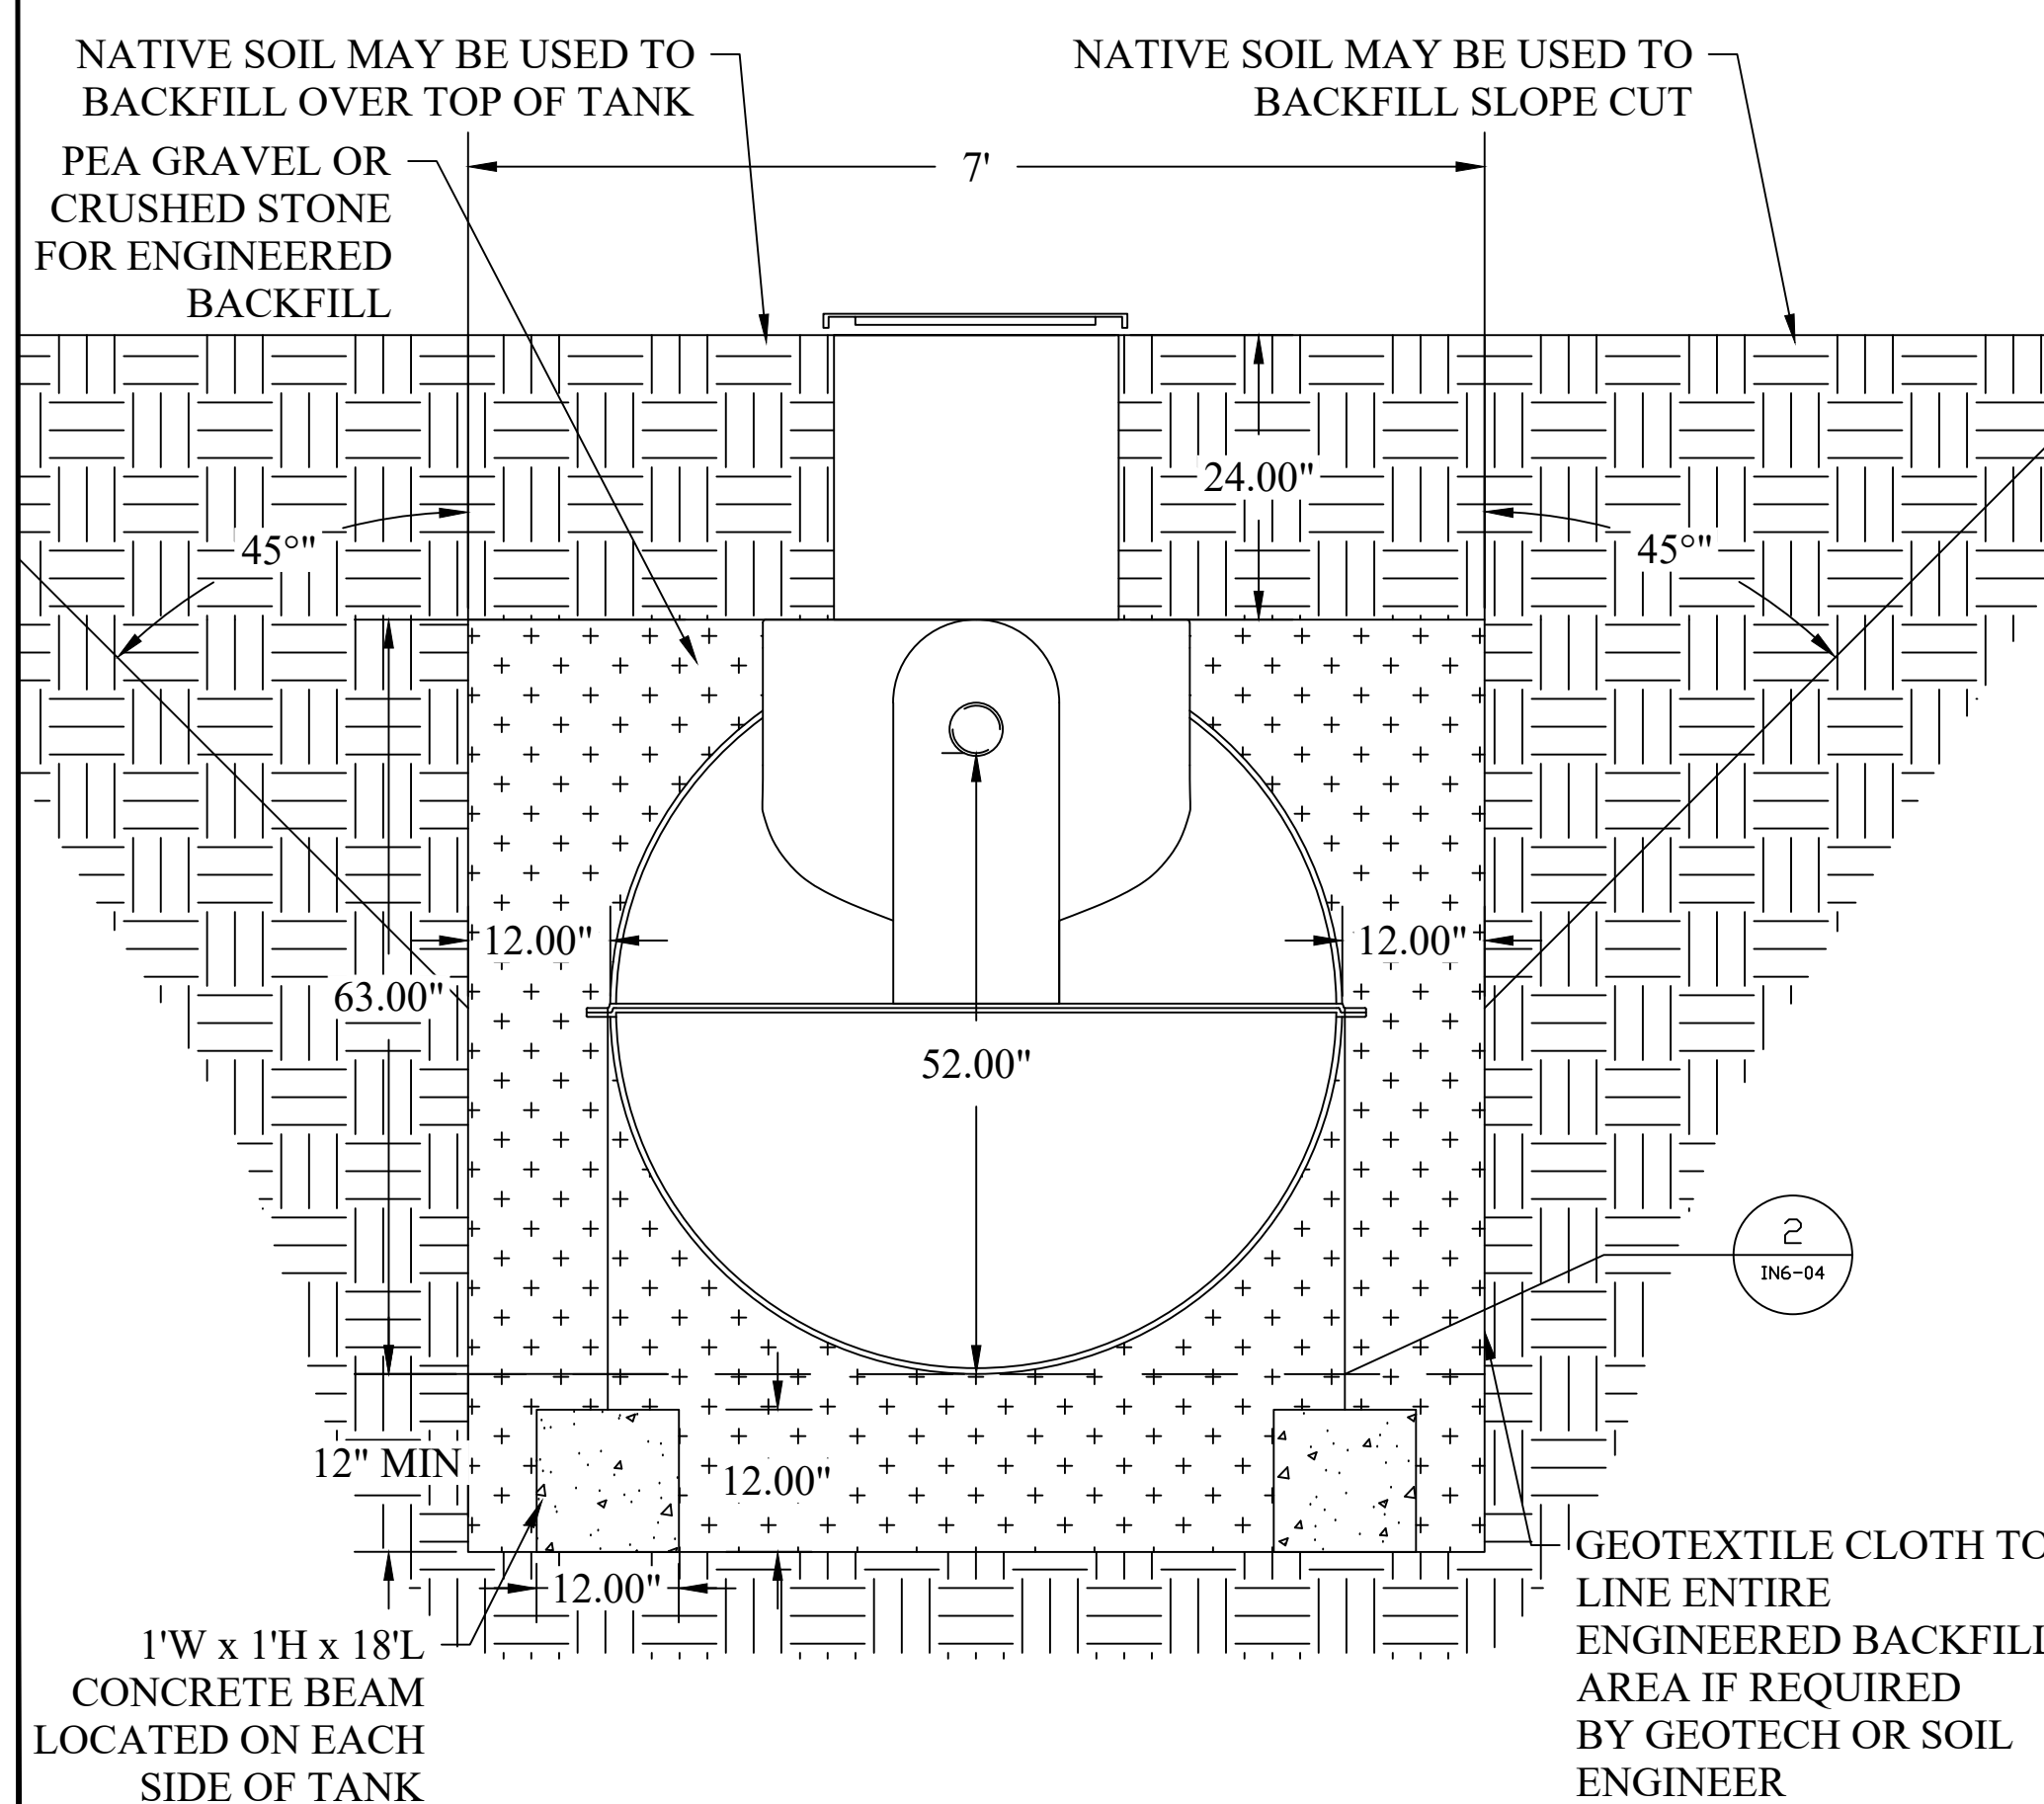 NATIVE SOIL MAY BE USED TO
BACKFILL OVER TOP OF TANK
NATIVE SOIL MAY BE USED TO
BACKFILL SLOPE CUT
PEA GRAVEL OR
CRUSHED STONE
FOR ENGINEERED
BACKFILL
7'
24.00"
45°"
45°"
12.00"
12.00"
63.00"
52.00"
2
IN6-04
12" MIN
12.00"
12.00"
1'W x 1'H x 18'L
CONCRETE BEAM
LOCATED ON EACH
SIDE OF TANK
GEOTEXTILE CLOTH TO
LINE ENTIRE
ENGINEERED BACKFILL
AREA IF REQUIRED
BY GEOTECH OR SOIL
ENGINEER